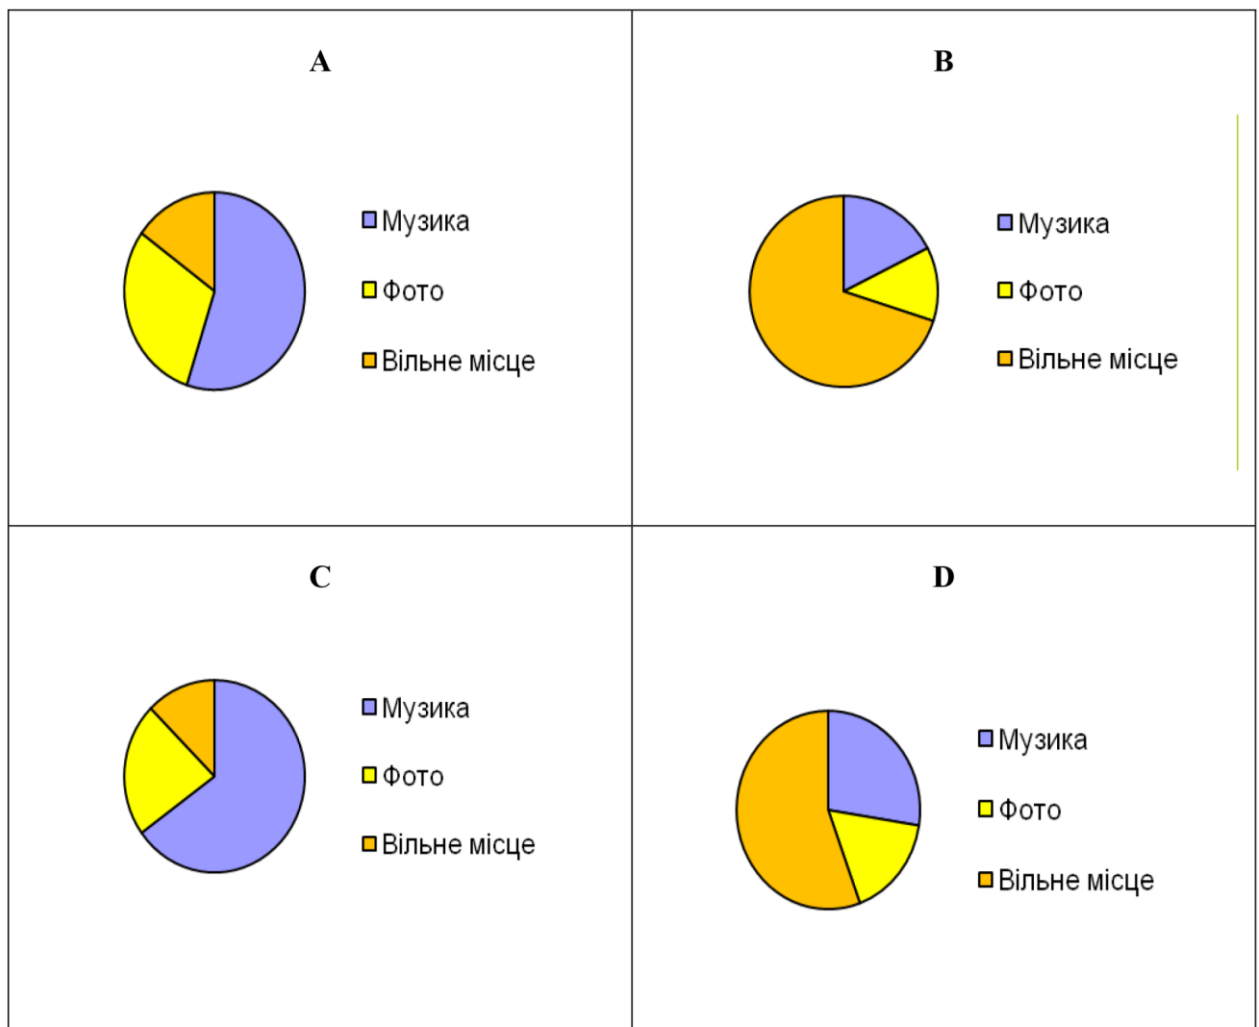 A
Музика
Фото
Вільне місце
B
Музика
Фото
Вільне місце
C
Музика
Фото
Вільне місце
D
Музика
Фото
Вільне місце